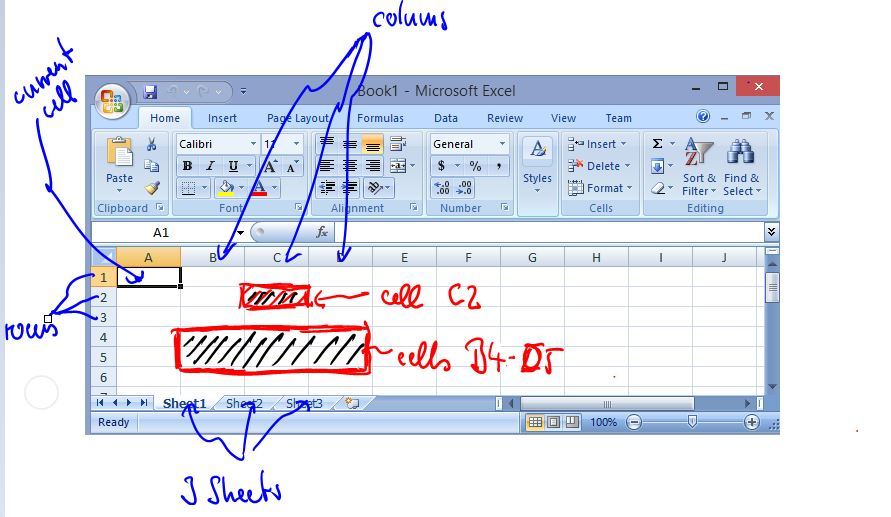 colums
current
cell
Book1 - Microsoft Excel
Home Insert Page Layout Formulas Data Review View Team
Calibri 11 General Insert Σ
Paste B I U A A $ % , Delete Styles Sort & Find &
A .00 .00 Format Filter Select
Clipboard Font Alignment Number Cells Editing
A1 fx
A B C D E F G H I J
1
2 cell C2
3
rows
4
5 cells B4-D5
6
7
Sheet1 Sheet2 Sheet3
Ready 100%
3 Sheets